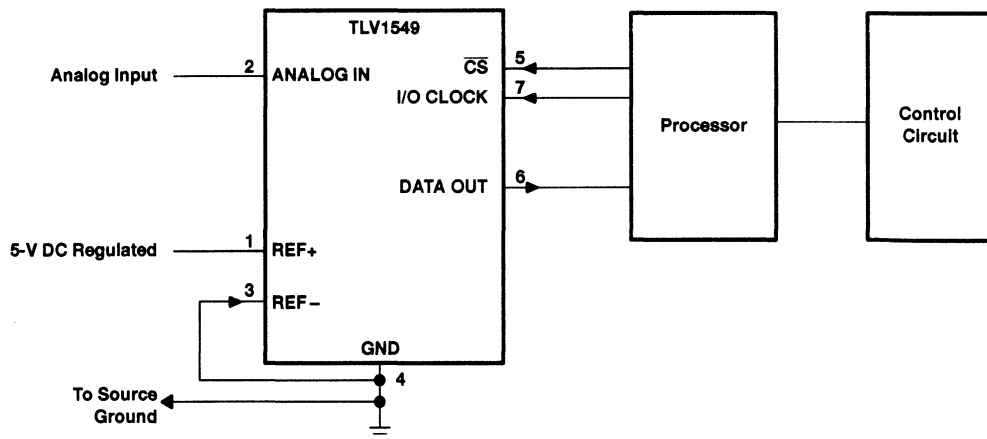 TLV1549
Analog Input
2
ANALOG IN
CS
5
I/O CLOCK
7
Processor
Control
Circuit
DATA OUT
6
5-V DC Regulated
1
REF+
3
REF–
GND
4
To Source
Ground